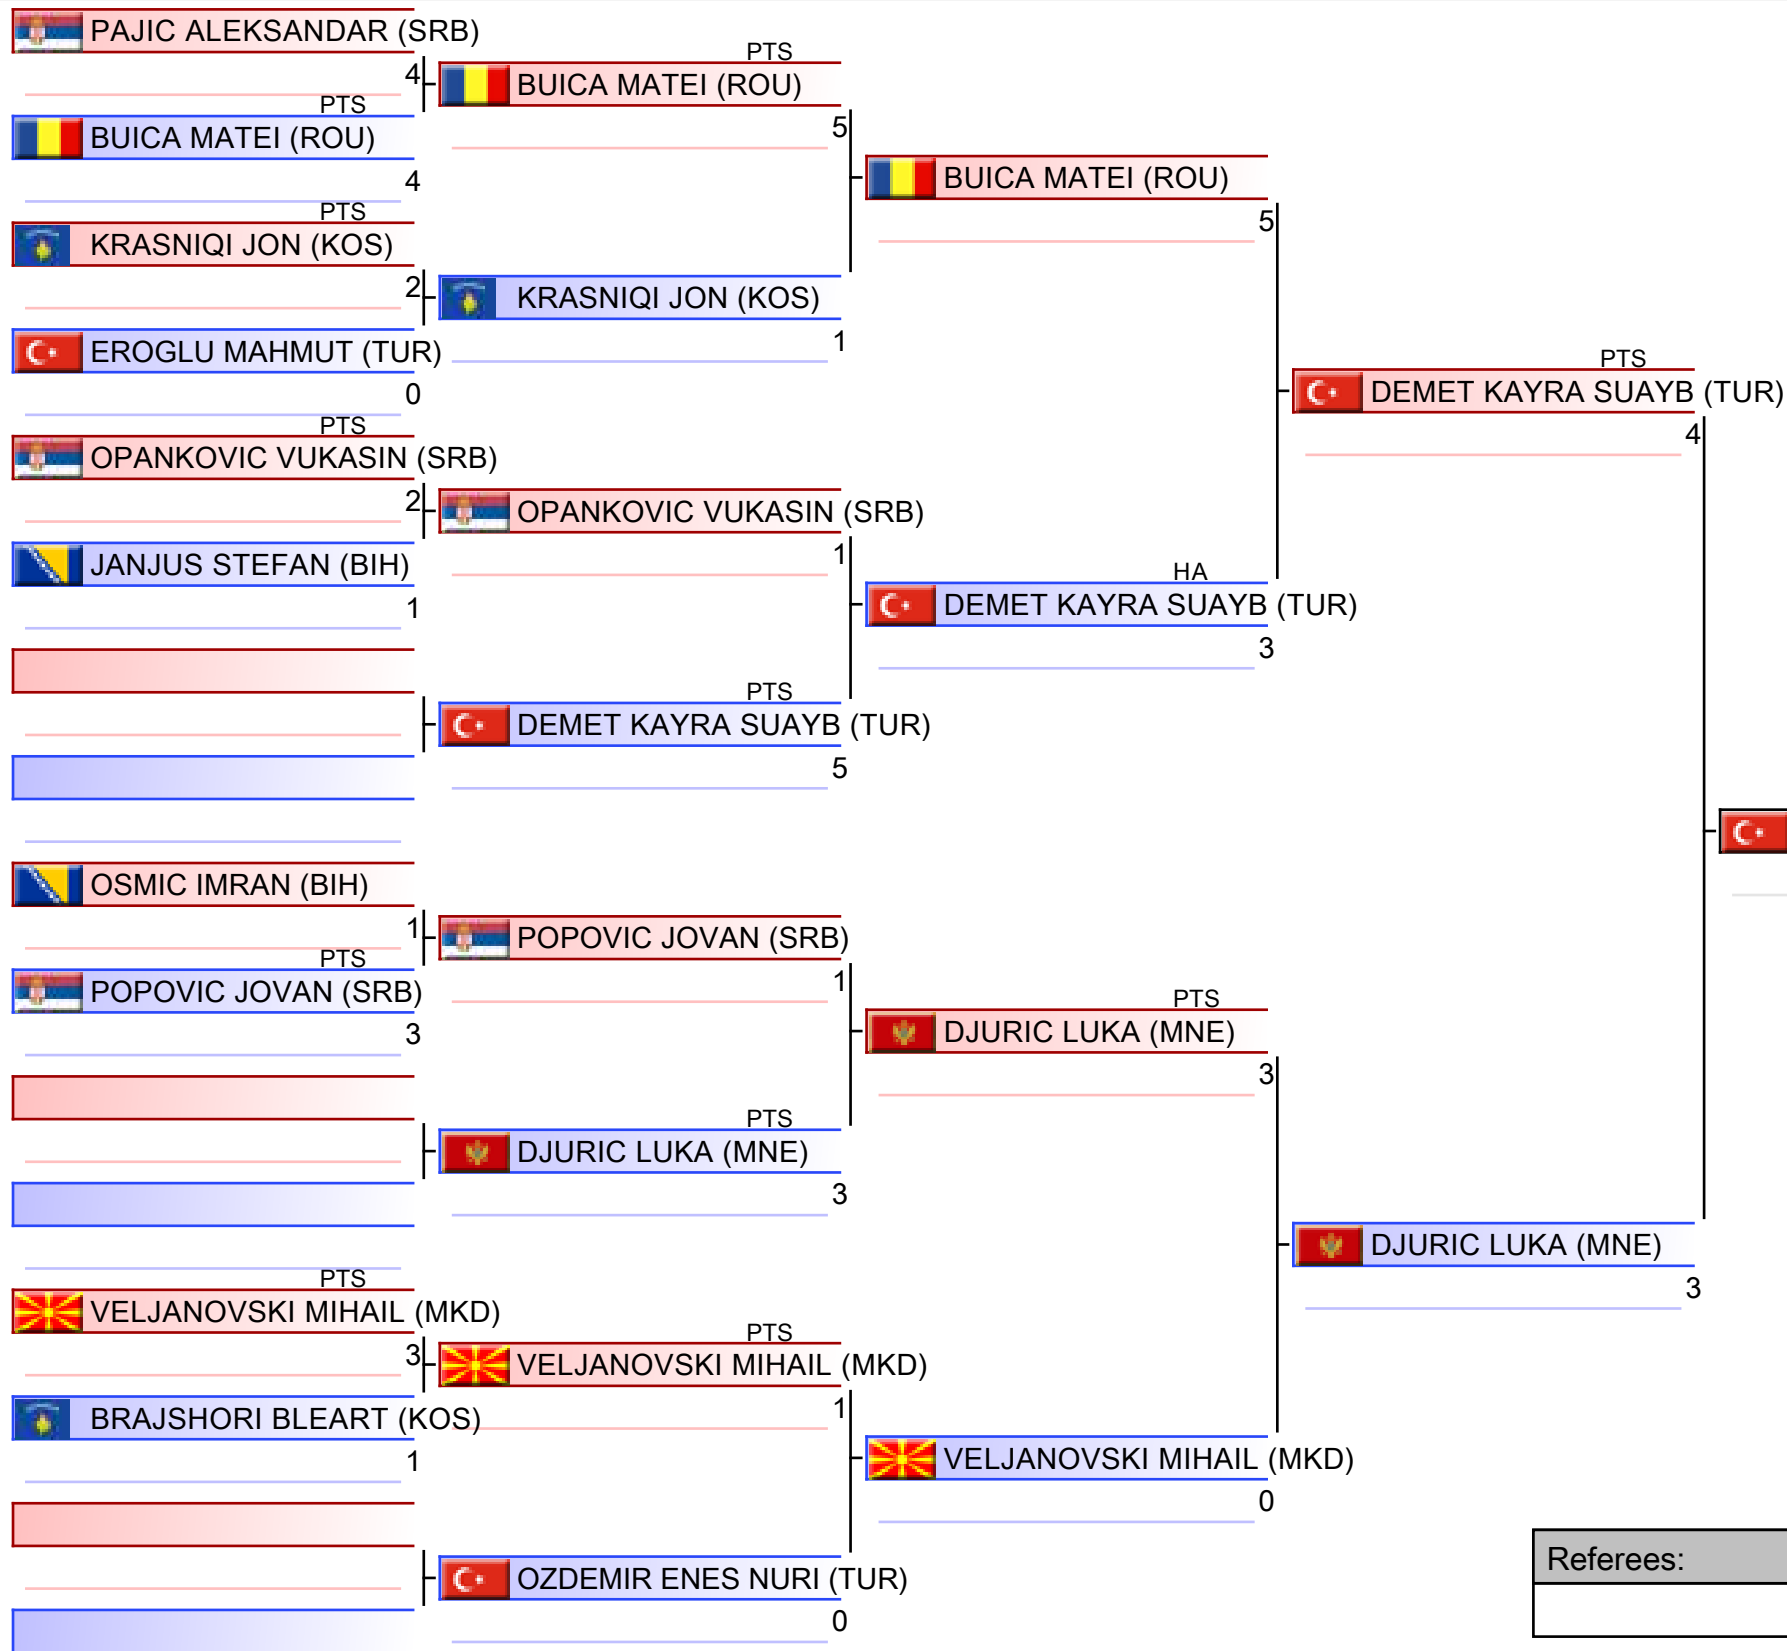 PAJIC ALEKSANDAR (SRB)
4
PTS
BUICA MATEI (ROU)
4
PTS
KRASNIQI JON (KOS)
2
EROGLU MAHMUT (TUR)
0
PTS
OPANKOVIC VUKASIN (SRB)
2
JANJUS STEFAN (BIH)
1
OSMIC IMRAN (BIH)
1
PTS
POPOVIC JOVAN (SRB)
3
PTS
VELJANOVSKI MIHAIL (MKD)
3
BRAJSHORI BLEART (KOS)
1
PTS
BUICA MATEI (ROU)
5
KRASNIQI JON (KOS)
1
OPANKOVIC VUKASIN (SRB)
1
PTS
DEMET KAYRA SUAYB (TUR)
5
POPOVIC JOVAN (SRB)
1
PTS
DJURIC LUKA (MNE)
3
PTS
VELJANOVSKI MIHAIL (MKD)
1
OZDEMIR ENES NURI (TUR)
0
BUICA MATEI (ROU)
5
HA
DEMET KAYRA SUAYB (TUR)
3
PTS
DJURIC LUKA (MNE)
3
VELJANOVSKI MIHAIL (MKD)
0
PTS
DEMET KAYRA SUAYB (TUR)
4
DJURIC LUKA (MNE)
3
Referees: